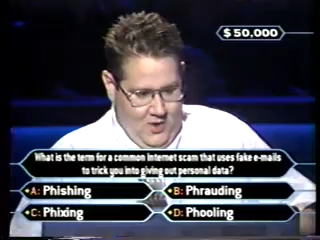 $50,000
What is the term for a common Internet scam that uses fake e-mails
to trick you into giving out personal data?
A: Phishing
B: Phrauding
C: Phixing
D: Phooling